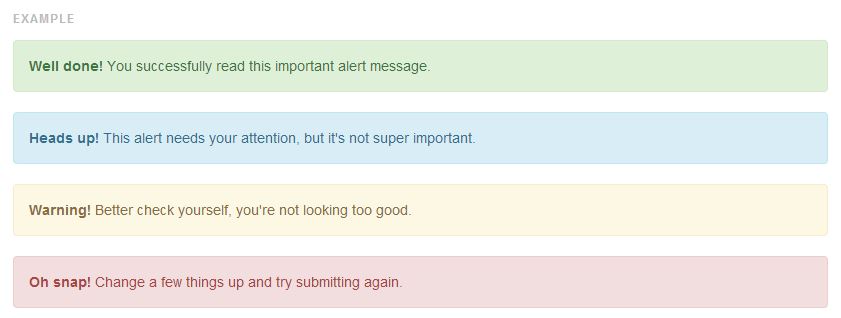 EXAMPLE
Well done! You successfully read this important alert message.
Heads up! This alert needs your attention, but it's not super important.
Warning! Better check yourself, you're not looking too good.
Oh snap! Change a few things up and try submitting again.